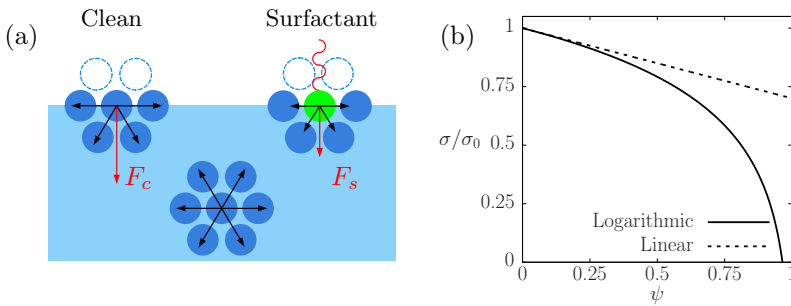 (a)
Clean
Surfactant
F_c
F_s
(b)
1
0.75
0.5
0.25
0
σ/σ_0
Logarithmic
Linear
0 0.25 0.5 0.75 1
ψ